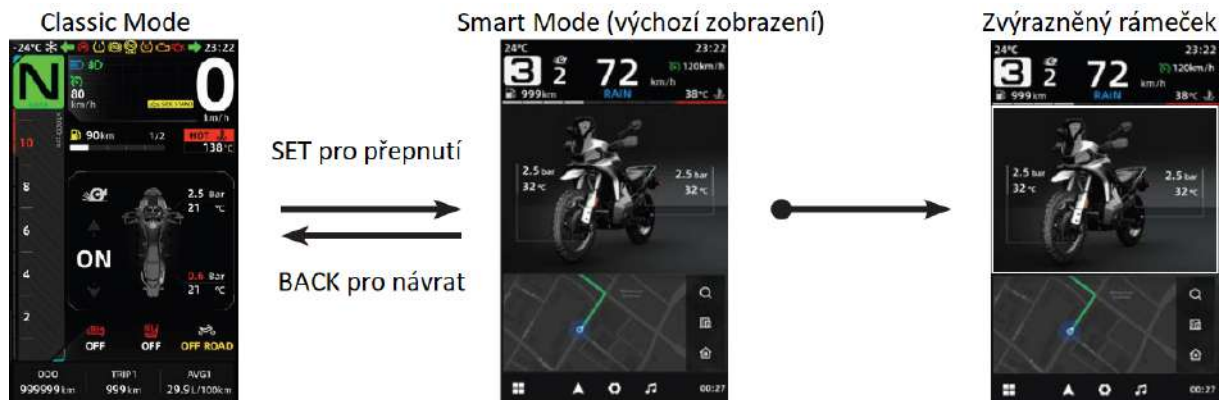 Classic Mode
Smart Mode (výchozí zobrazení)
Zvýrazněný rámeček
SET pro přepnutí
BACK pro návrat
-24°C
23:22
N
0
80
km/h
km/h
90km
1/2
HOT
138°C
x1000 rpm
10
8
6
4
2
2.5 Bar
21 °C
ON
0.6 Bar
21 °C
OFF
OFF
OFF ROAD
ODO
TRIP1
AVG1
999999km
999km
29.9L/100km
24°C
23:22
3
2
72
km/h
120km/h
RAIN
999km
38°C
2.5 bar
32 °C
2.5 bar
32 °C
00:27
24°C
23:22
3
2
72
km/h
120km/h
RAIN
999km
38°C
2.5 bar
32 °C
2.5 bar
32 °C
00:27